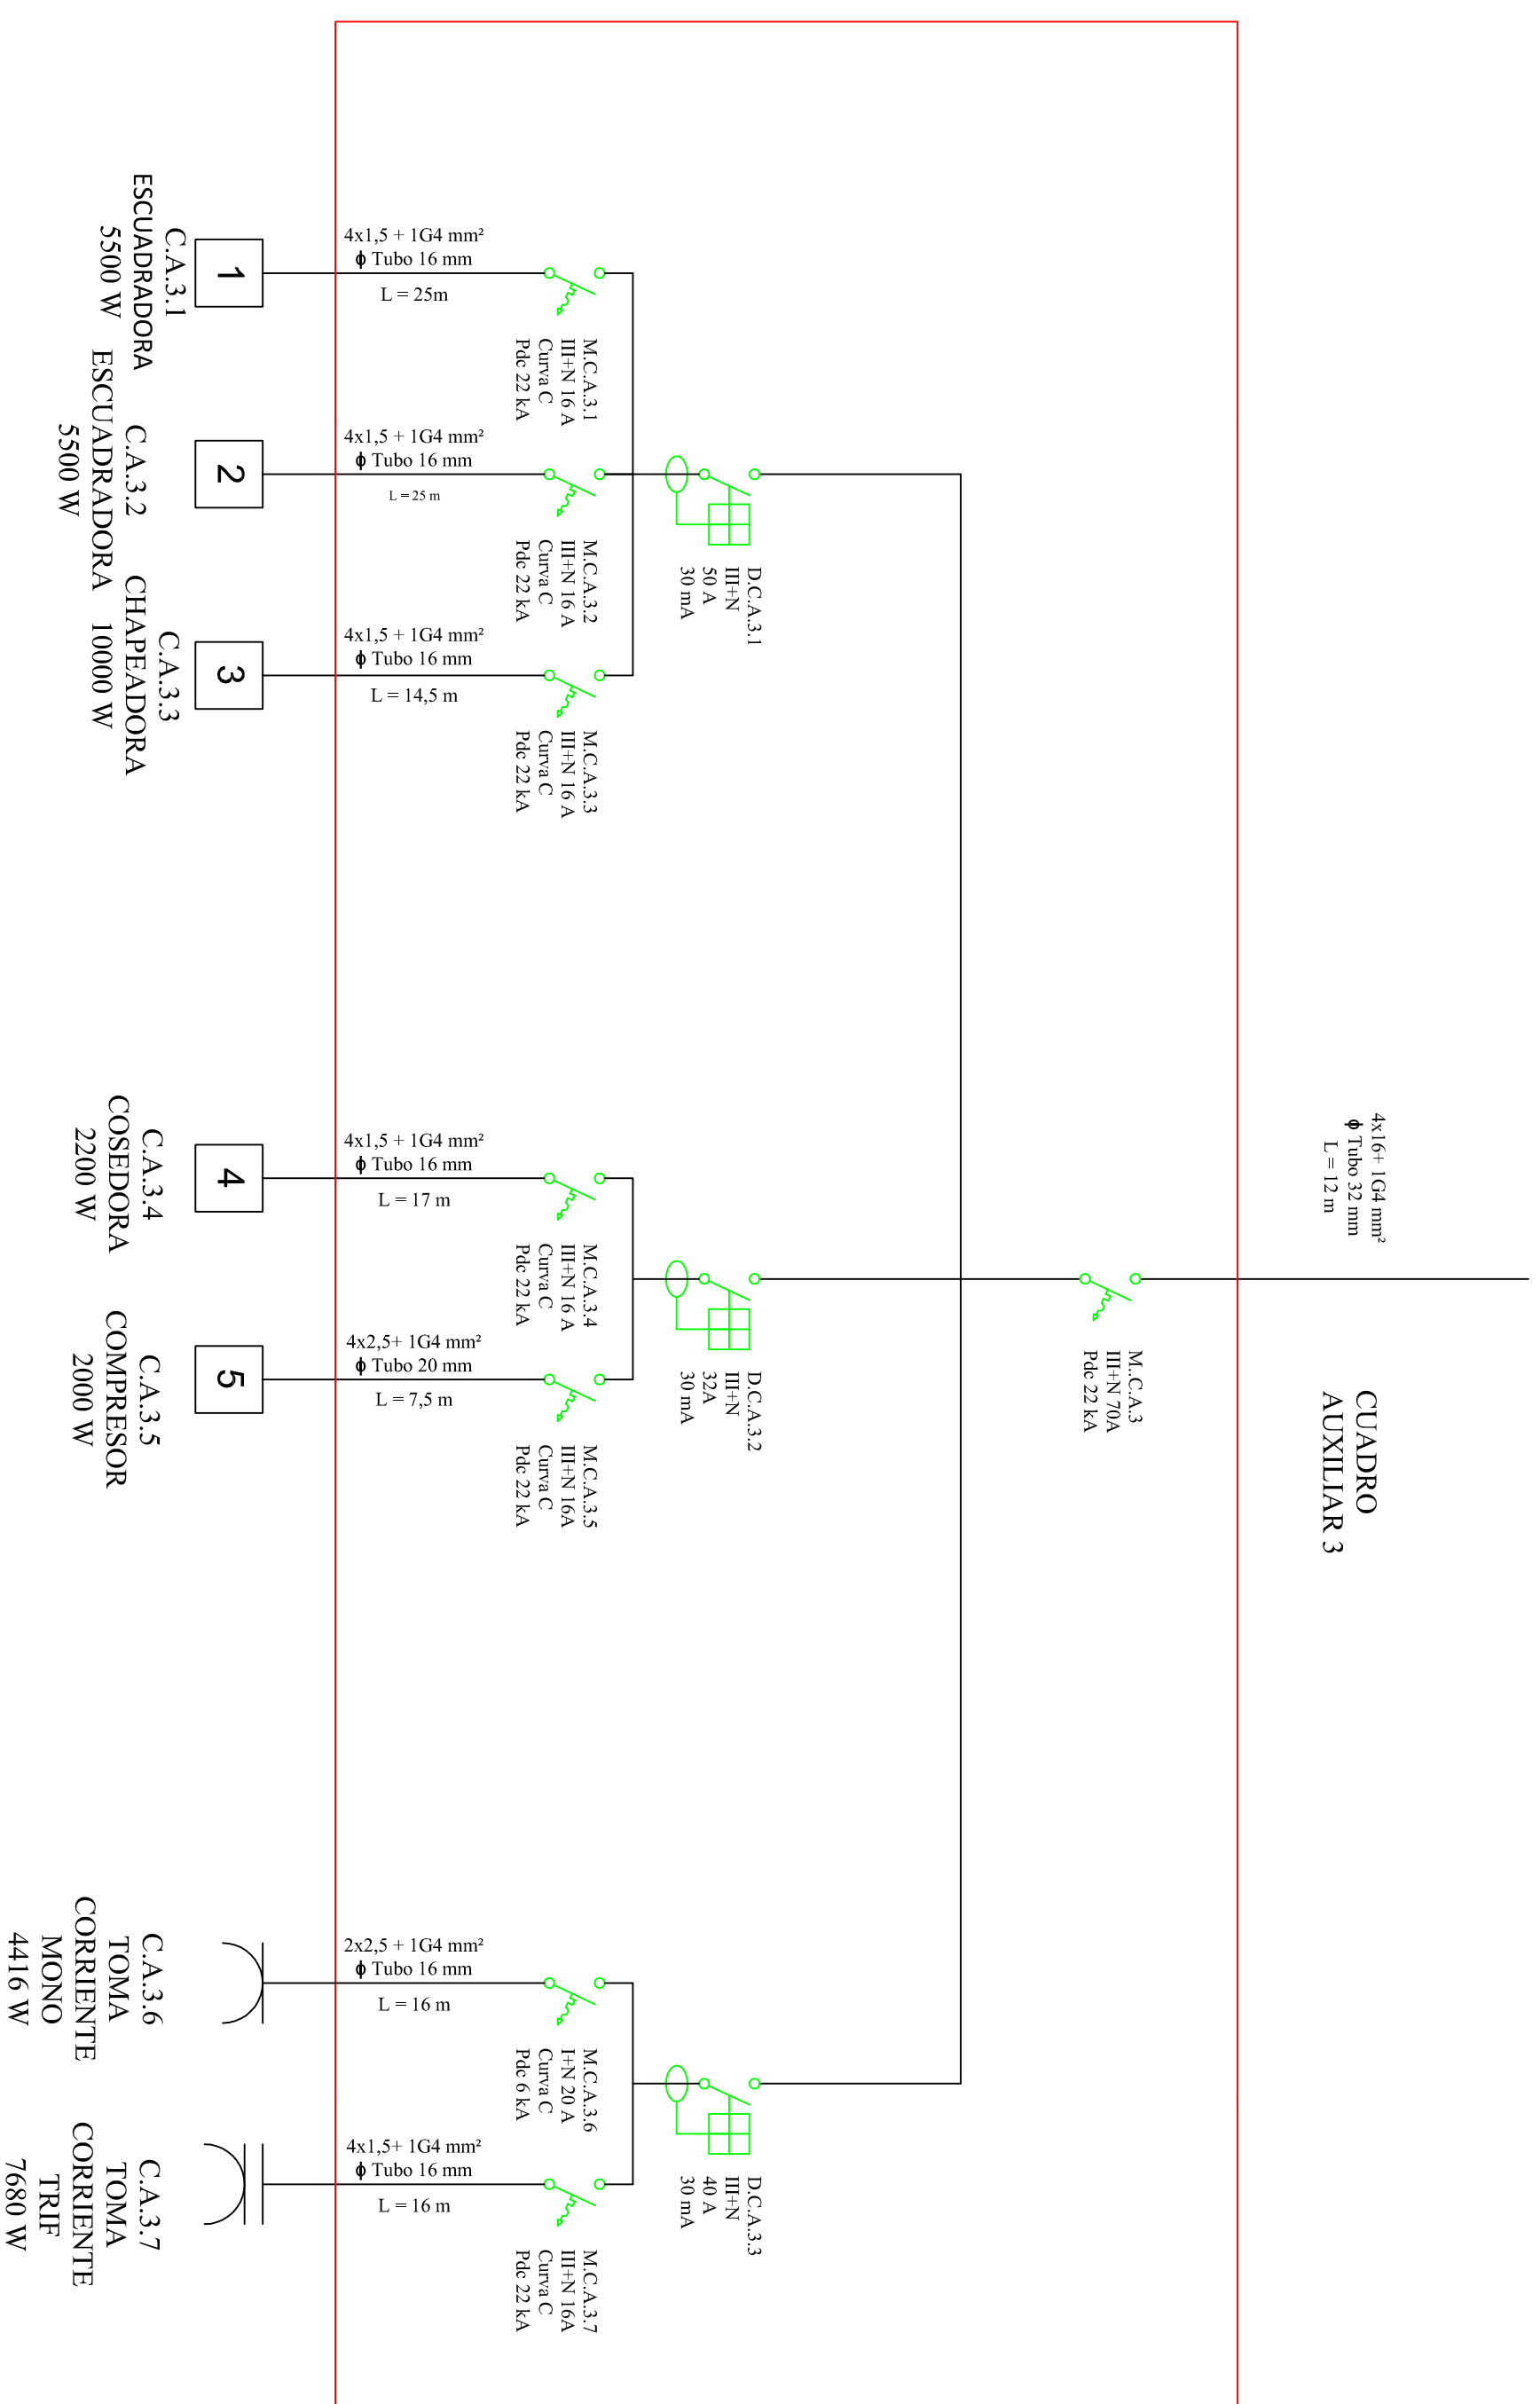 CUADRO
AUXILIAR 3
4x16+ 1G4 mm²
ϕ Tubo 32 mm
L = 12 m
M..C.A.3
III+N 70A
Pdc 22 kA
D.C.A.3.1
III+N
50 A
30 mA
D.C.A.3.2
III+N
32A
30 mA
D.C.A.3.3
III+N
40 A
30 mA
M.C.A.3.1
III+N 16 A
Curva C
Pdc 22 kA
M.C.A.3.2
III+N 16 A
Curva C
Pdc 22 kA
M.C.A.3.3
III+N 16 A
Curva C
Pdc 22 kA
M.C.A.3.4
III+N 16 A
Curva C
Pdc 22 kA
M.C.A.3.5
III+N 16A
Curva C
Pdc 22 kA
M.C.A.3.6
I+N 20 A
Curva C
Pdc 6 kA
M.C.A.3.7
III+N 16A
Curva C
Pdc 22 kA
4x1,5 + 1G4 mm²
ϕ Tubo 16 mm
L = 25m
4x1,5 + 1G4 mm²
ϕ Tubo 16 mm
L = 25 m
4x1,5 + 1G4 mm²
ϕ Tubo 16 mm
L = 14,5 m
4x1,5 + 1G4 mm²
ϕ Tubo 16 mm
L = 17 m
4x2,5+ 1G4 mm²
ϕ Tubo 20 mm
L = 7,5 m
2x2,5 + 1G4 mm²
ϕ Tubo 16 mm
L = 16 m
4x1,5+ 1G4 mm²
ϕ Tubo 16 mm
L = 16 m
1
C.A.3.1
ESCUADRADORA
5500 W
2
C.A.3.2
ESCUADRADORA
5500 W
3
C.A.3.3
CHAPEADORA
10000 W
4
C.A.3.4
COSEDORA
2200 W
5
C.A.3.5
COMPRESOR
2000 W
C.A.3.6
TOMA
CORRIENTE
MONO
4416 W
C.A.3.7
TOMA
CORRIENTE
TRIF
7680 W